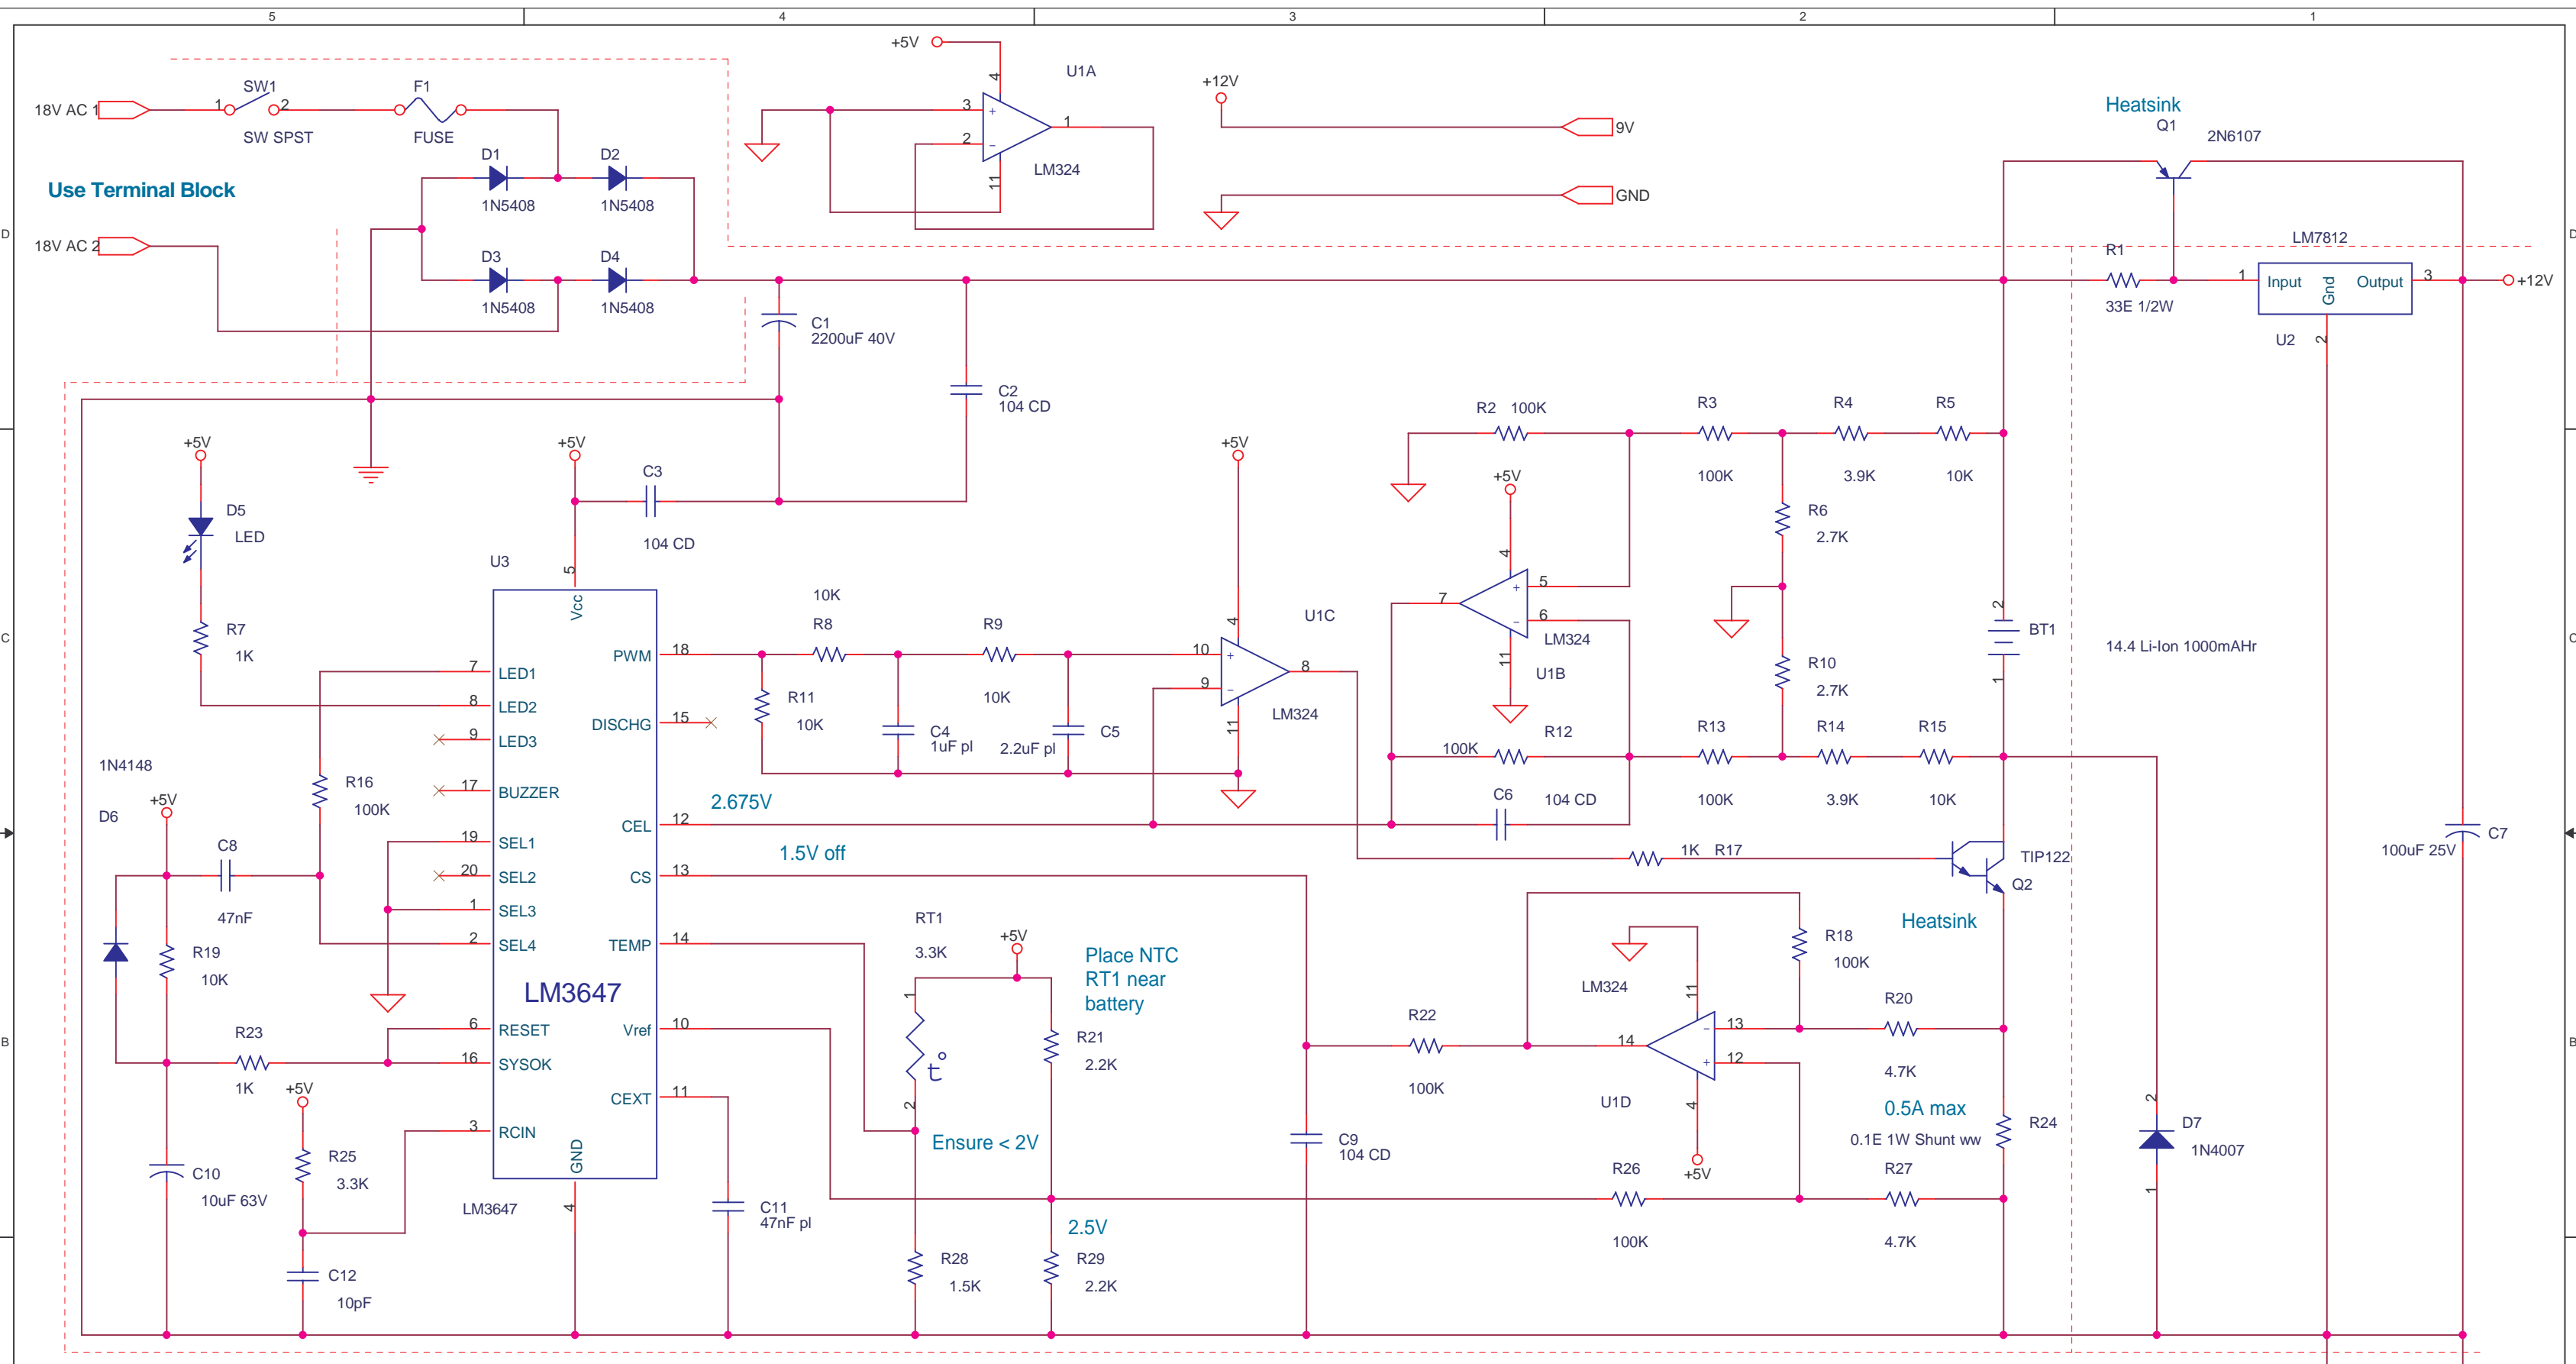 5 4 3 2 1
+5V
U1A
SW1
F1
18V AC 1
1 2
SW SPST
FUSE
4
3
+
2
−
1
11
LM324
+12V
9V
GND
Heatsink
Q1
2N6107
Use Terminal Block
D1
D2
1N5408
1N5408
18V AC 2
D
D
D3
D4
1N5408
1N5408
R1
33E 1/2W
LM7812
1
Input
Gnd
Output
3
+12V
U2
2
C1
2200uF 40V
C2
104 CD
R2 100K
R3
100K
R4
3.9K
R5
10K
+5V
+5V
C3
104 CD
+5V
+5V
D5
LED
R6
2.7K
U3
5
Vcc
R7
1K
C
C
10K
R8
R9
10K
U1C
4
10
+
9
−
8
11
LM324
4
5
+
6
−
7
11
LM324
U1B
2
BT1
1
14.4 Li-Ion 1000mAHr
R10
2.7K
PWM
18
7
LED1
8
LED2
9
LED3
DISCHG
15
R11
10K
C4
1uF pl
2.2uF pl
C5
100K
R12
R13
100K
R14
3.9K
R15
10K
1N4148
D6
+5V
R16
100K
17
BUZZER
2.675V
CEL
12
C6
104 CD
1.5V off
1K R17
TIP122
Q2
C7
100uF 25V
C8
47nF
19
SEL1
20
SEL2
1
SEL3
2
SEL4
CS
13
TEMP
14
RT1
3.3K
+5V
Place NTC
RT1 near
battery
Heatsink
R18
100K
R19
10K
LM3647
1
t°
2
LM324
11
13
−
12
+
14
4
U1D
+5V
R20
4.7K
R22
100K
B
B
R23
1K
6
RESET
16
SYSOK
Vref
10
R21
2.2K
CEXT
11
0.5A max
0.1E 1W Shunt ww
R24
2
D7
1N4007
1
+5V
R25
3.3K
3
RCIN
GND
4
LM3647
Ensure < 2V
C9
104 CD
C10
10uF 63V
C11
47nF pl
2.5V
R26
100K
R27
4.7K
C12
10pF
R28
1.5K
R29
2.2K